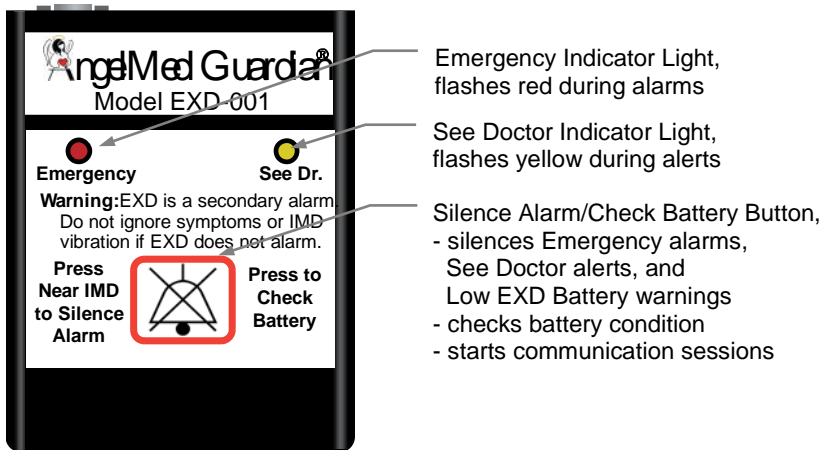 AngelMed Guardian®
Model EXD-001
Emergency
See Dr.
Warning:EXD is a secondary alarm.
Do not ignore symptoms or IMD
vibration if EXD does not alarm.
Press
Near IMD
to Silence
Alarm
Press to
Check
Battery
Emergency Indicator Light,
flashes red during alarms
See Doctor Indicator Light,
flashes yellow during alerts
Silence Alarm/Check Battery Button,
- silences Emergency alarms,
See Doctor alerts, and
Low EXD Battery warnings
- checks battery condition
- starts communication sessions